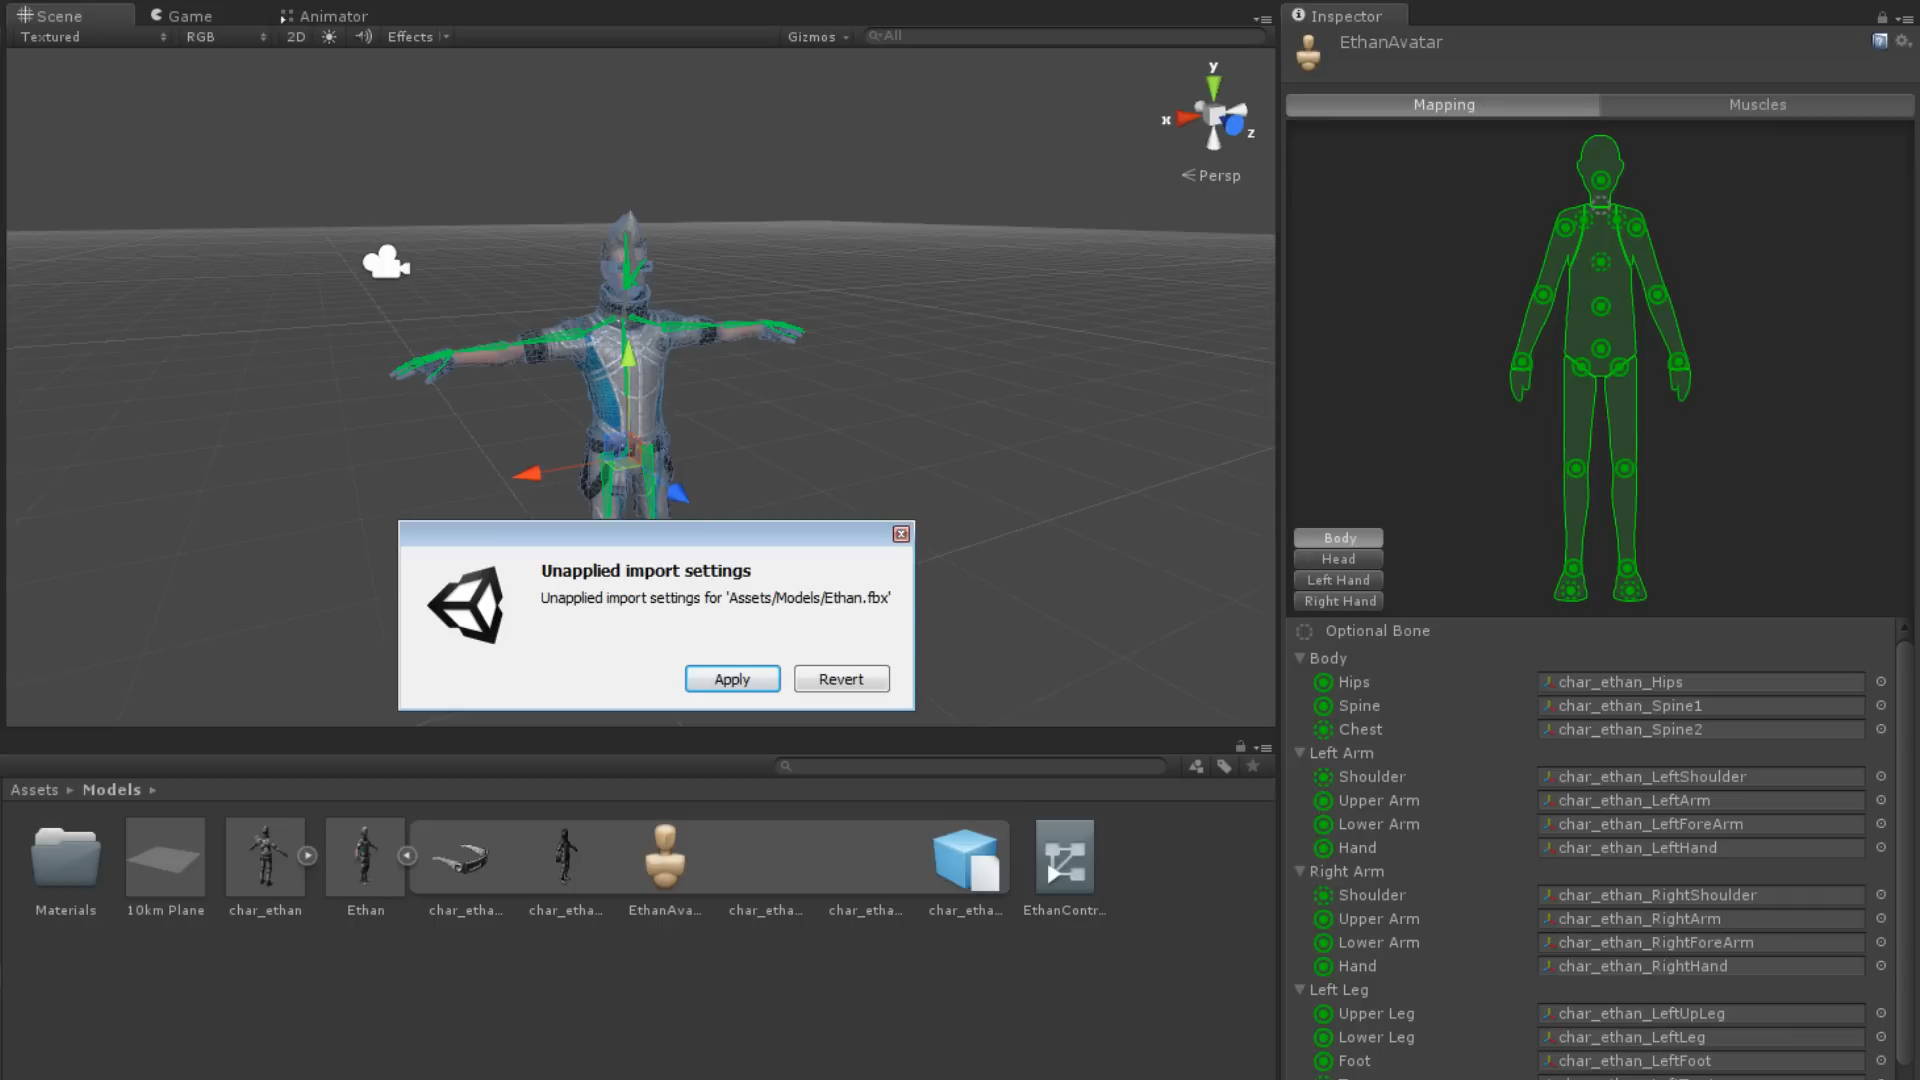 Scene
Game
Animator
Textured
RGB
2D
Effects
Gizmos
All
y
x
z
Persp
Unapplied import settings
Unapplied import settings for 'Assets/Models/Ethan.fbx'
Apply
Revert
Assets
Models
Materials
10km Plane
char_ethan
Ethan
char_etha...
char_etha...
EthanAva...
char_etha...
char_etha...
char_etha...
EthanContr...
Inspector
EthanAvatar
Mapping
Muscles
Body
Head
Left Hand
Right Hand
Optional Bone
Body
Hips char_ethan_Hips
Spine char_ethan_Spine1
Chest char_ethan_Spine2
Left Arm
Shoulder char_ethan_LeftShoulder
Upper Arm char_ethan_LeftArm
Lower Arm char_ethan_LeftForeArm
Hand char_ethan_LeftHand
Right Arm
Shoulder char_ethan_RightShoulder
Upper Arm char_ethan_RightArm
Lower Arm char_ethan_RightForeArm
Hand char_ethan_RightHand
Left Leg
Upper Leg char_ethan_LeftUpLeg
Lower Leg char_ethan_LeftLeg
Foot char_ethan_LeftFoot